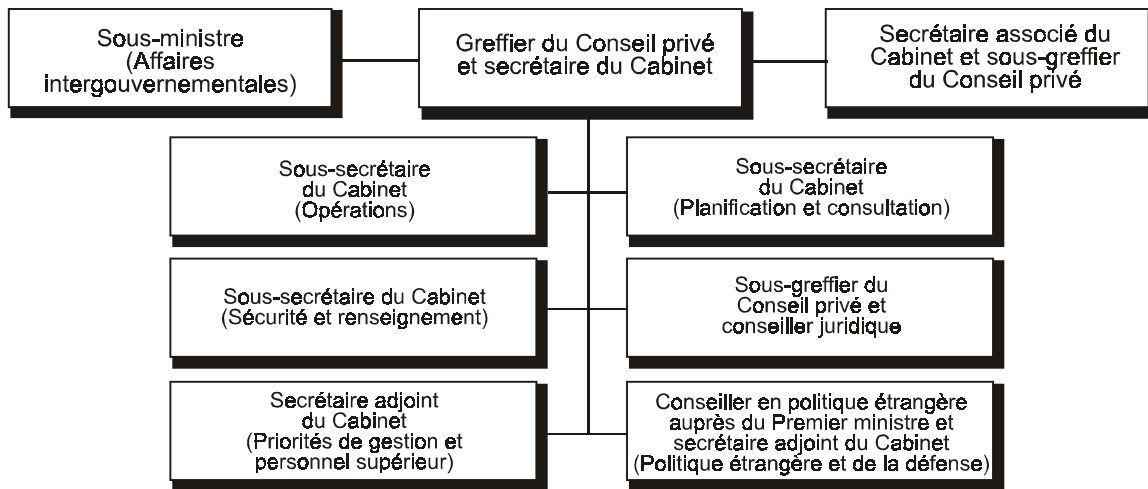 Sous-ministre
(Affaires
intergouvernementales)
Greffier du Conseil privé
et secrétaire du Cabinet
Secrétaire associé du
Cabinet et sous-greffier
du Conseil privé
Sous-secrétaire
du Cabinet
(Opérations)
Sous-secrétaire
du Cabinet
(Planification et consultation)
Sous-secrétaire du Cabinet
(Sécurité et renseignement)
Sous-greffier du
Conseil privé et
conseiller juridique
Secrétaire adjoint
du Cabinet
(Priorités de gestion et
personnel supérieur)
Conseiller en politique étrangère
auprès du Premier ministre et
secrétaire adjoint du Cabinet
(Politique étrangère et de la défense)